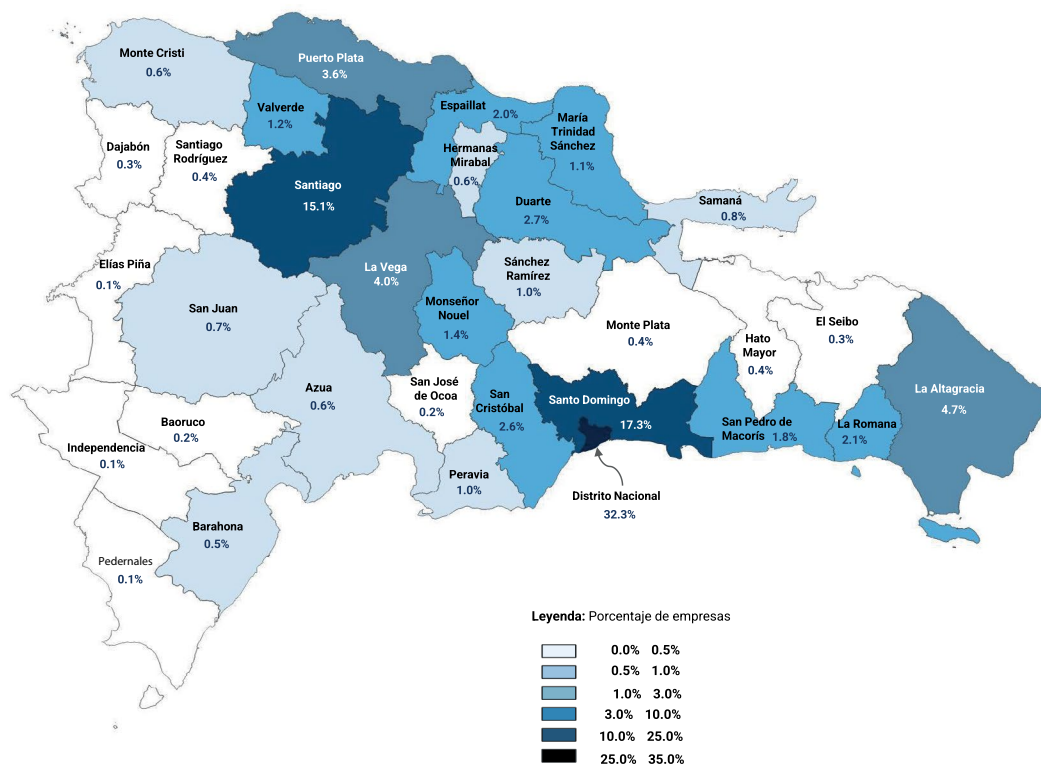 Monte Cristi
0.6%
Puerto Plata
3.6%
Valverde
1.2%
Espaillat
2.0%
María
Trinidad
Sánchez
1.1%
Dajabón
0.3%
Santiago
Rodríguez
0.4%
Hermanas
Mirabal
0.6%
Santiago
15.1%
Duarte
2.7%
Samaná
0.8%
Elías Piña
0.1%
San Juan
0.7%
La Vega
4.0%
Sánchez
Ramírez
1.0%
Monseñor
Nouel
1.4%
Monte Plata
0.4%
Hato
Mayor
0.4%
El Seibo
0.3%
La Altagracia
4.7%
Azua
0.6%
San José
de Ocoa
0.2%
San
Cristóbal
2.6%
Santo Domingo
17.3%
San Pedro de
Macorís
1.8%
La Romana
2.1%
Baoruco
0.2%
Independencia
0.1%
Peravia
1.0%
Distrito Nacional
32.3%
Barahona
0.5%
Pedernales
0.1%
Leyenda: Porcentaje de empresas
0.0% 0.5%
0.5% 1.0%
1.0% 3.0%
3.0% 10.0%
10.0% 25.0%
25.0% 35.0%